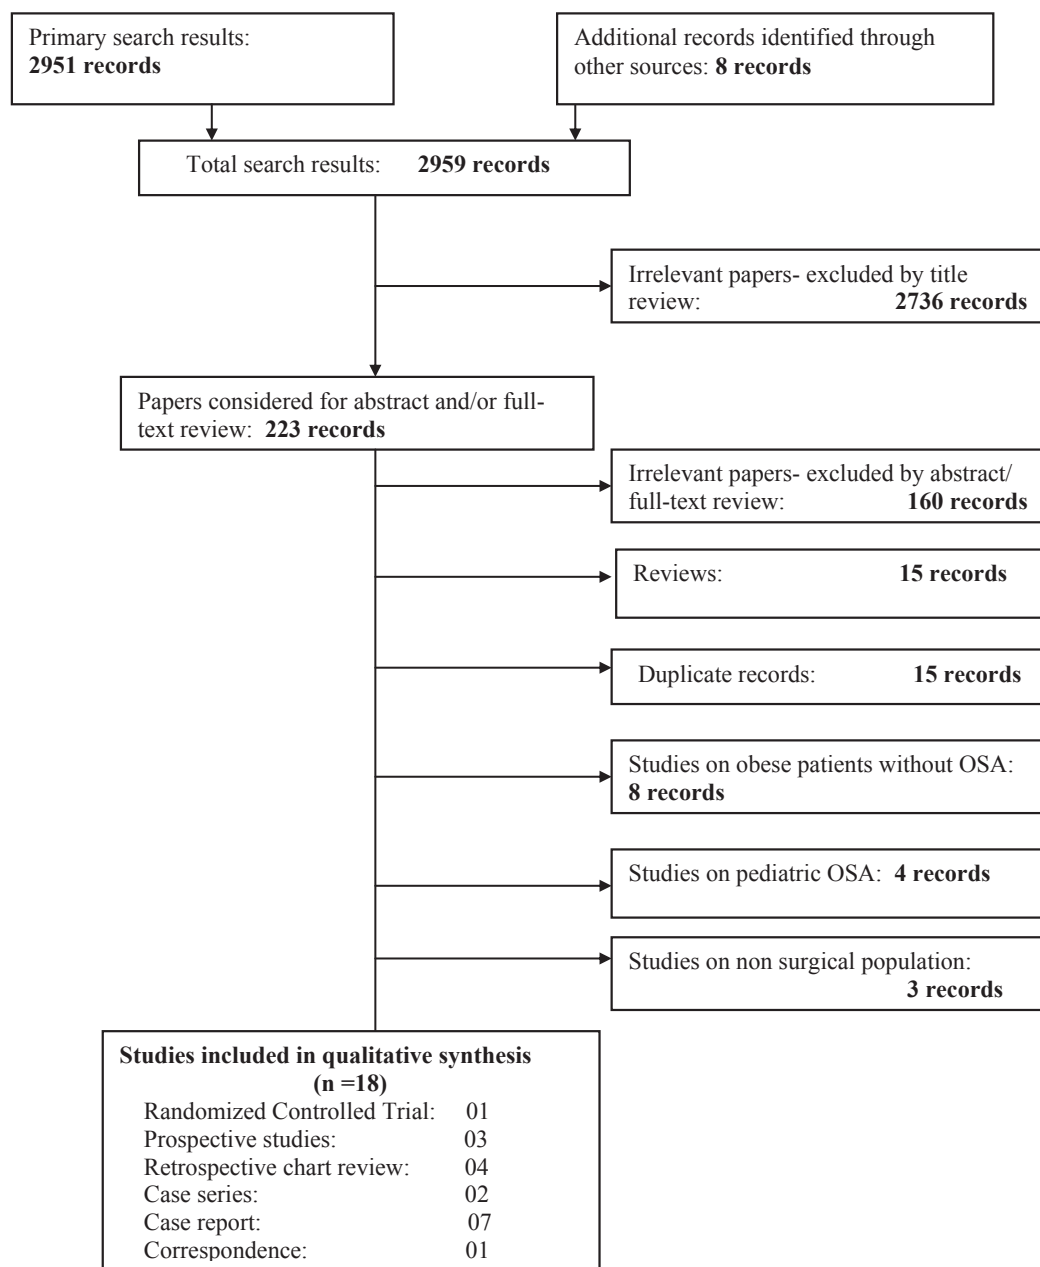 Primary search results:
2951 records
Additional records identified through
other sources: 8 records
Total search results: 2959 records
Irrelevant papers- excluded by title
review: 2736 records
Papers considered for abstract and/or full-
text review: 223 records
Irrelevant papers- excluded by abstract/
full-text review: 160 records
Reviews: 15 records
Duplicate records: 15 records
Studies on obese patients without OSA:
8 records
Studies on pediatric OSA: 4 records
Studies on non surgical population:
3 records
Studies included in qualitative synthesis
(n =18)
Randomized Controlled Trial: 01
Prospective studies: 03
Retrospective chart review: 04
Case series: 02
Case report: 07
Correspondence: 01